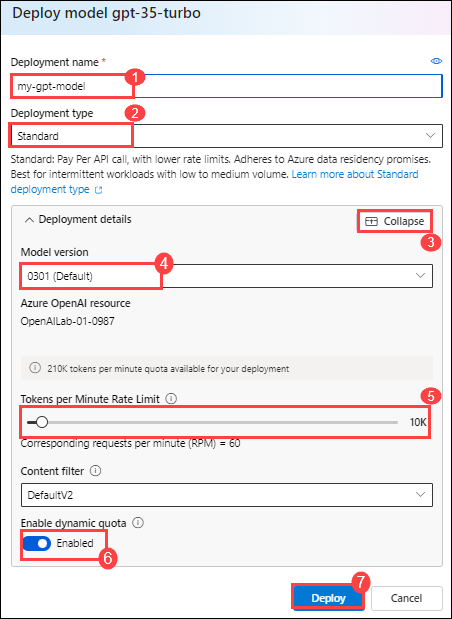 Deploy model gpt-35-turbo
Deployment name *
my-gpt-model
1
Deployment type
2
Standard
Standard: Pay Per API call, with lower rate limits. Adheres to Azure data residency promises.
Best for intermittent workloads with low to medium volume. Learn more about Standard
deployment type
Deployment details
Collapse
3
Model version
4
0301 (Default)
Azure OpenAI resource
OpenAILab-01-0987
210K tokens per minute quota available for your deployment
Tokens per Minute Rate Limit
5
10K
Corresponding requests per minute (RPM) = 60
Content filter
DefaultV2
Enable dynamic quota
Enabled
6
7
Deploy
Cancel